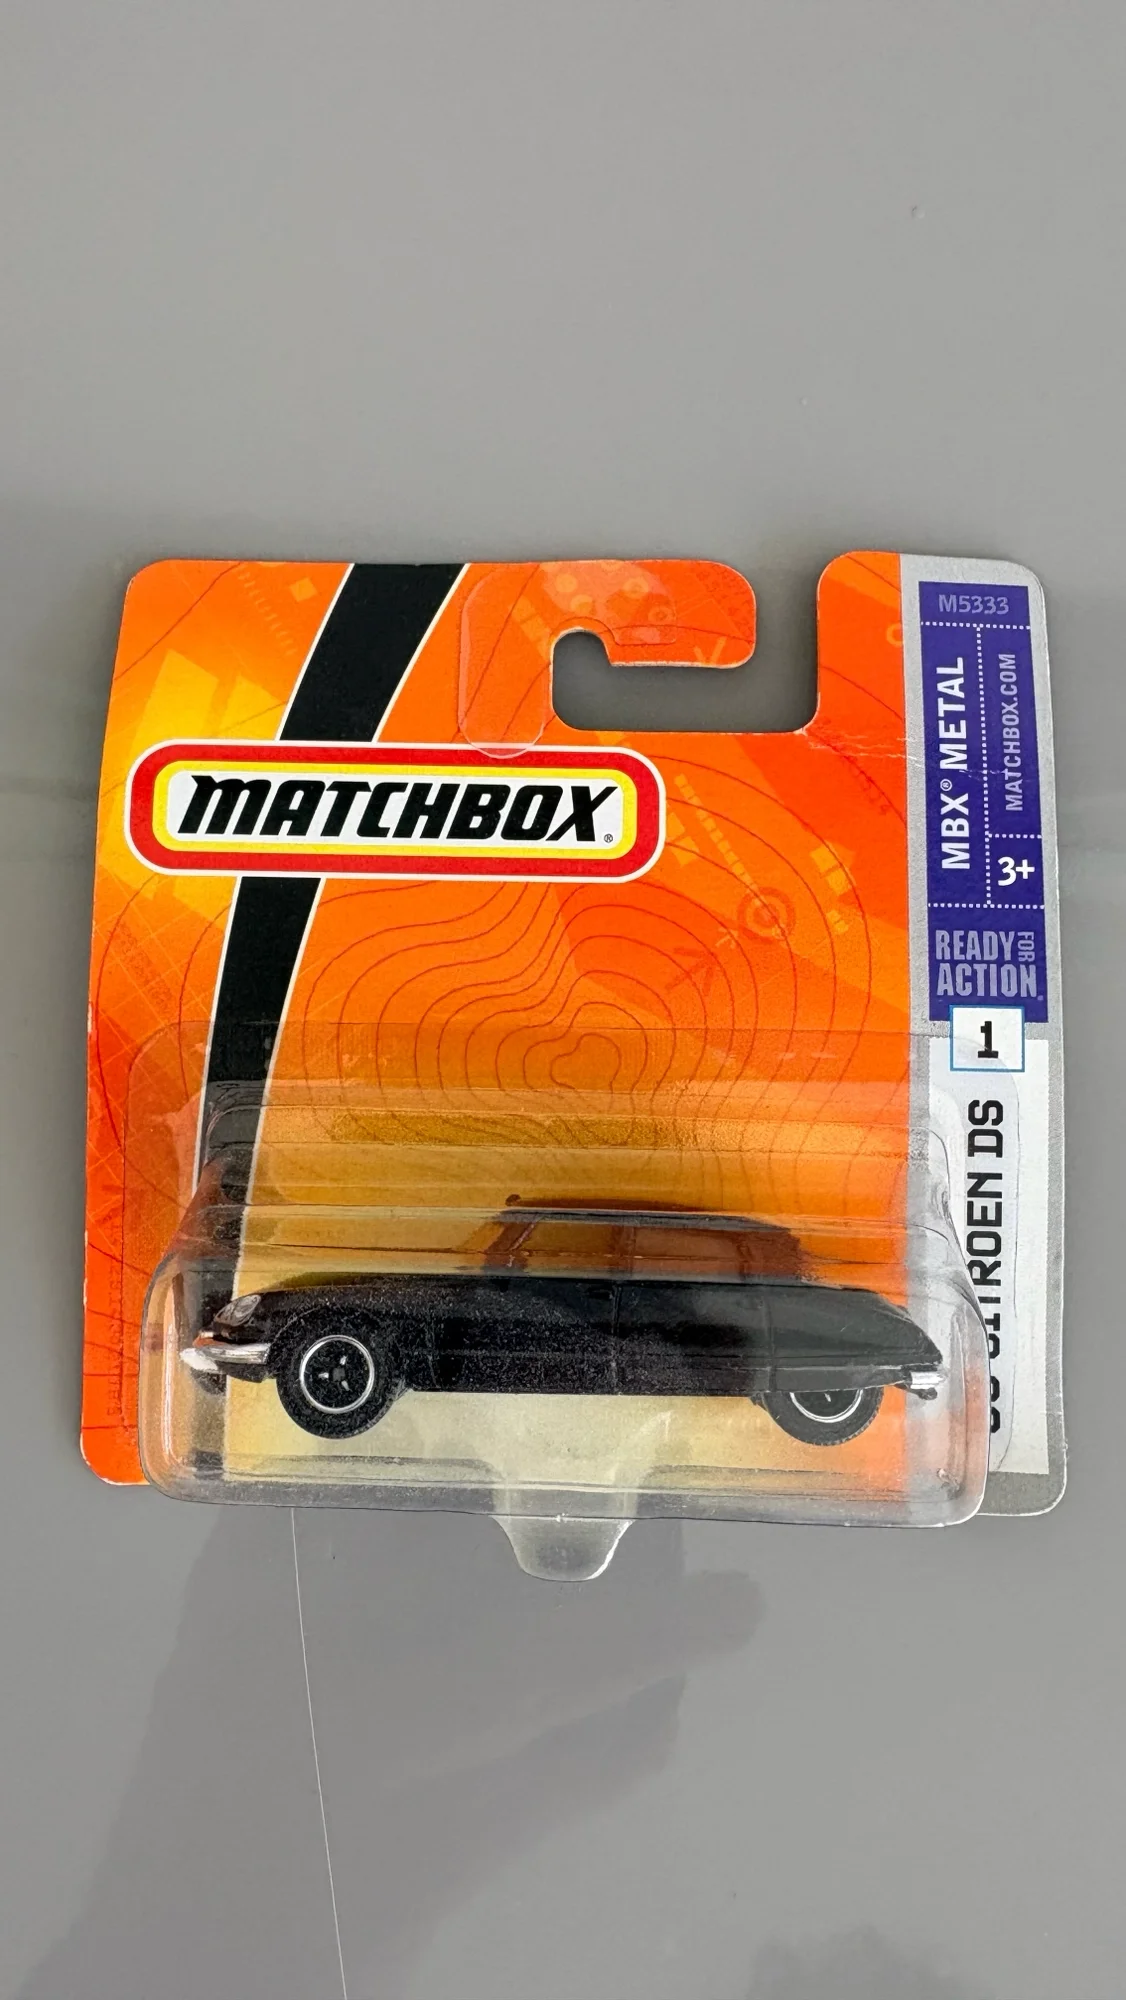 MATCHBOX®
M5333
MBX® METAL
MATCHBOX.COM
3+
READY FOR ACTION®
1
CITROEN DS